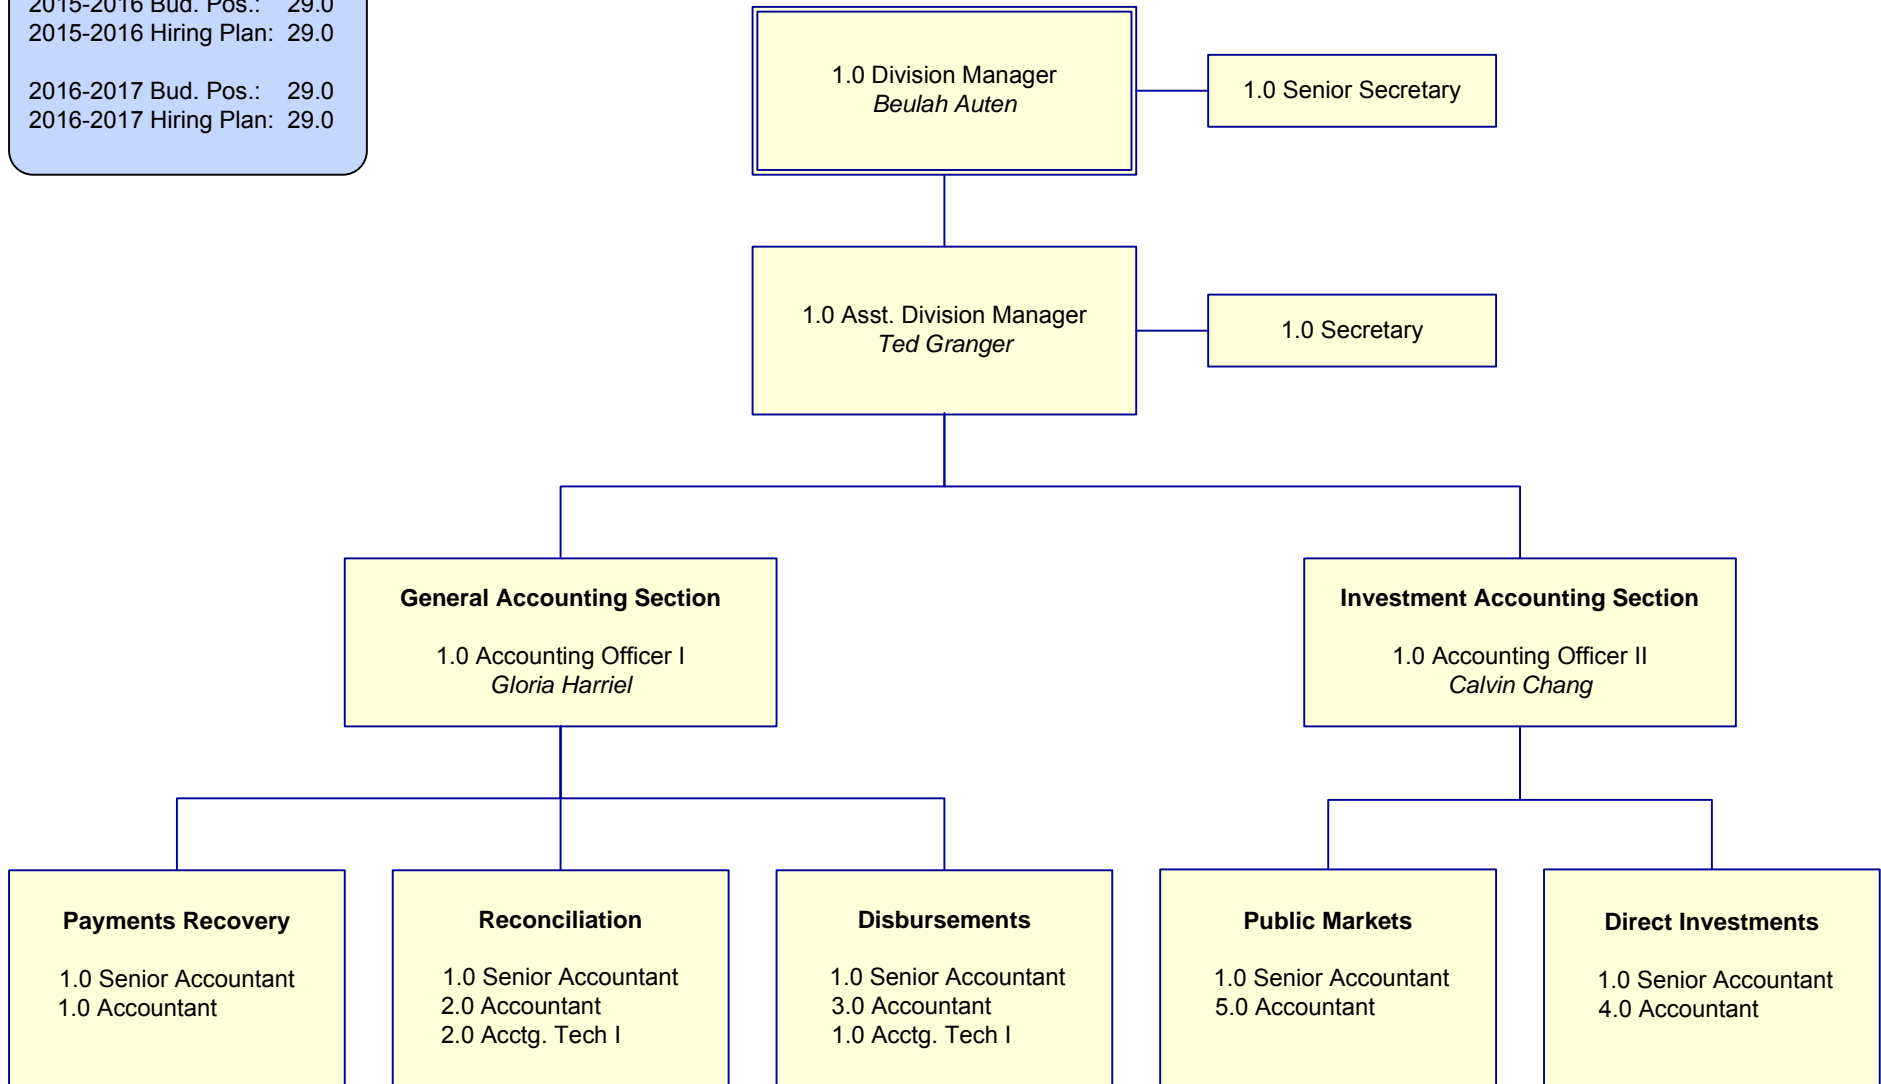 2015-2016 Bud. Pos.: 29.0
2015-2016 Hiring Plan: 29.0
2016-2017 Bud. Pos.: 29.0
2016-2017 Hiring Plan: 29.0
1.0 Division Manager
Beulah Auten
1.0 Senior Secretary
1.0 Asst. Division Manager
Ted Granger
1.0 Secretary
General Accounting Section
1.0 Accounting Officer I
Gloria Harriel
Investment Accounting Section
1.0 Accounting Officer II
Calvin Chang
Payments Recovery
1.0 Senior Accountant
1.0 Accountant
Reconciliation
1.0 Senior Accountant
2.0 Accountant
2.0 Acctg. Tech I
Disbursements
1.0 Senior Accountant
3.0 Accountant
1.0 Acctg. Tech I
Public Markets
1.0 Senior Accountant
5.0 Accountant
Direct Investments
1.0 Senior Accountant
4.0 Accountant